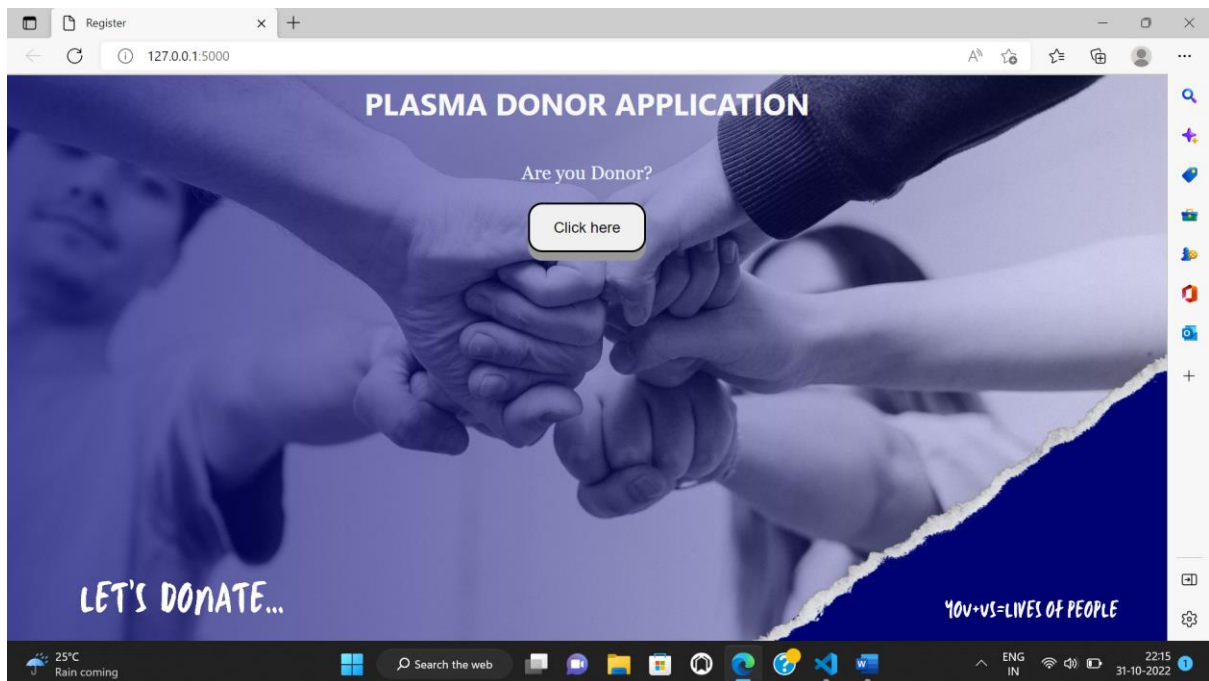 Register
127.0.0.1:5000
PLASMA DONOR APPLICATION
Are you Donor?
Click here
LET'S DONATE...
YOU+US=LIVES OF PEOPLE
25°C
Rain coming
Search the web
ENG
IN
22:15
31-10-2022
1